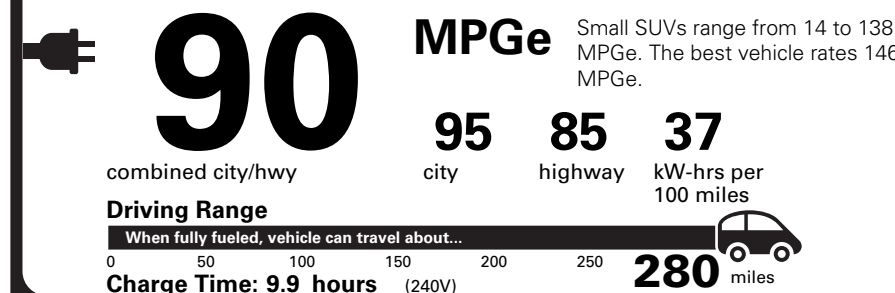 90
MPGe
Small SUVs range from 14 to 138
MPGe. The best vehicle rates 146
MPGe.
combined city/hwy
95
city
85
highway
37
kW-hrs per
100 miles
Driving Range
When fully fueled, vehicle can travel about...
0 50 100 150 200 250 280 miles
Charge Time: 9.9 hours (240V)